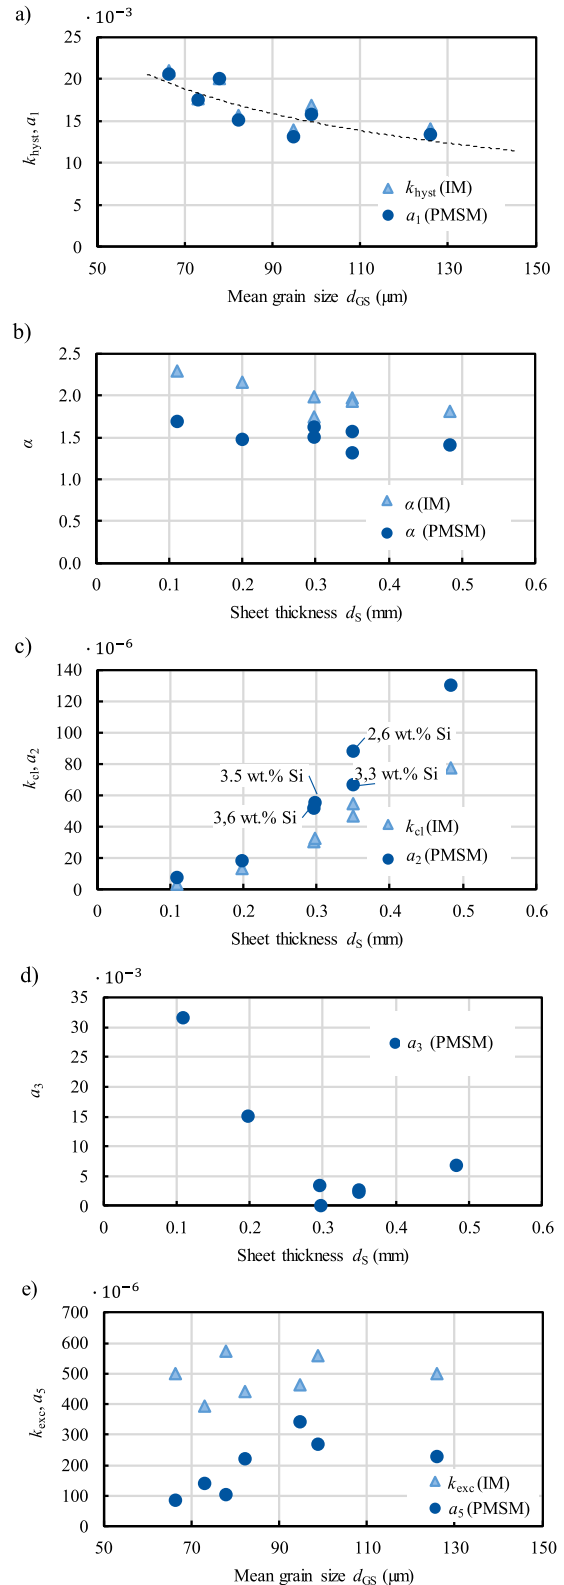 a)
· 10⁻³
25
20
15
10
5
0
k_hyst, a₁
k_hyst (IM)
a₁ (PMSM)
50 70 90 110 130 150
Mean grain size d_GS (µm)
b)
2.5
2.0
1.5
1.0
0.5
0.0
α
α (IM)
α (PMSM)
0 0.1 0.2 0.3 0.4 0.5 0.6
Sheet thickness d_S (mm)
c)
· 10⁻⁶
140
120
100
80
60
40
20
0
k_cl, a₂
2,6 wt.% Si
3.5 wt.% Si
3,3 wt.% Si
3,6 wt.% Si
k_cl (IM)
a₂ (PMSM)
0 0.1 0.2 0.3 0.4 0.5 0.6
Sheet thickness d_S (mm)
d)
· 10⁻³
35
30
25
20
15
10
5
0
a₃
a₃ (PMSM)
0 0.1 0.2 0.3 0.4 0.5 0.6
Sheet thickness d_S (mm)
e)
· 10⁻⁶
700
600
500
400
300
200
100
0
k_exc, a₅
k_exc (IM)
a₅ (PMSM)
50 70 90 110 130 150
Mean grain size d_GS (µm)